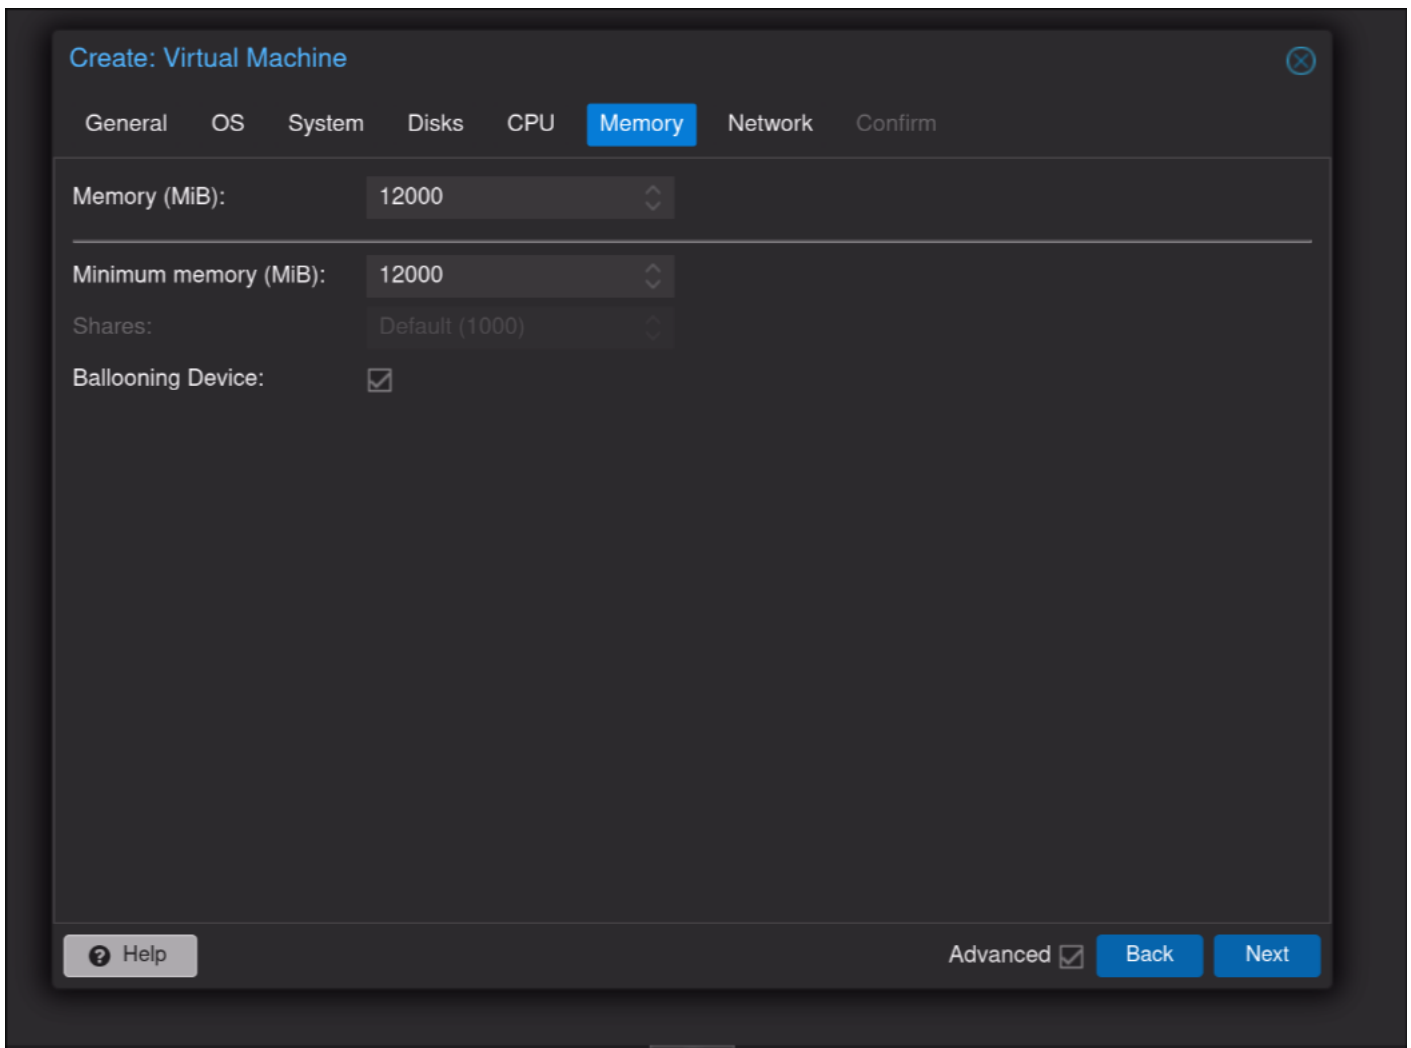 Create: Virtual Machine
General OS System Disks CPU Memory Network Confirm
Memory (MiB): 12000
Minimum memory (MiB): 12000
Shares: Default (1000)
Ballooning Device:
Help Advanced Back Next